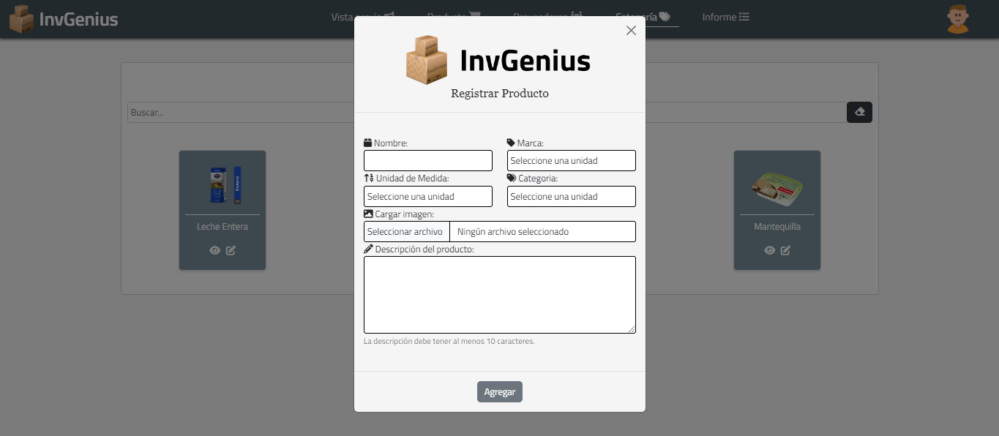 InvGenius
Vista previa Producto Proveedores Categoría Informe
InvGenius
Registrar Producto
Buscar...
Nombre: Marca:
Seleccione una unidad
Unidad de Medida: Categoria:
Seleccione una unidad Seleccione una unidad
Cargar imagen:
Seleccionar archivo Ningún archivo seleccionado
Descripción del producto:
La descripción debe tener al menos 10 caracteres.
Agregar
Entera
Leche Entera
Mantequilla